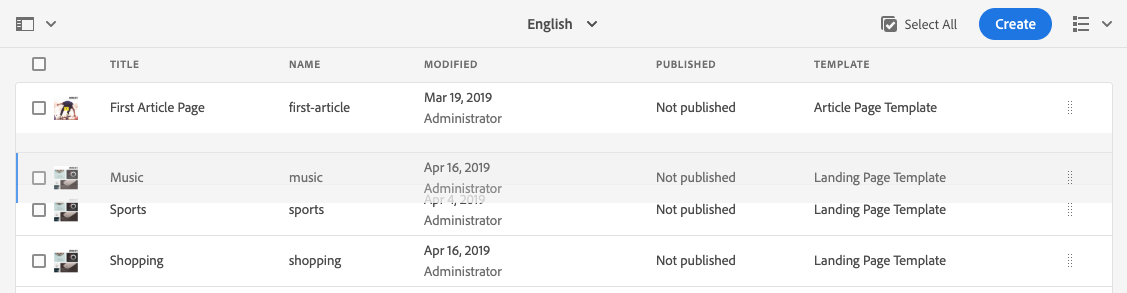 English
Select All
Create
TITLE NAME MODIFIED PUBLISHED TEMPLATE
First Article Page first-article Mar 19, 2019 Not published Article Page Template
Administrator
Music music Apr 16, 2019 Not published Landing Page Template
Administrator
Apr 4, 2019
Sports sports Not published Landing Page Template
Administrator
Shopping shopping Apr 16, 2019 Not published Landing Page Template
Administrator